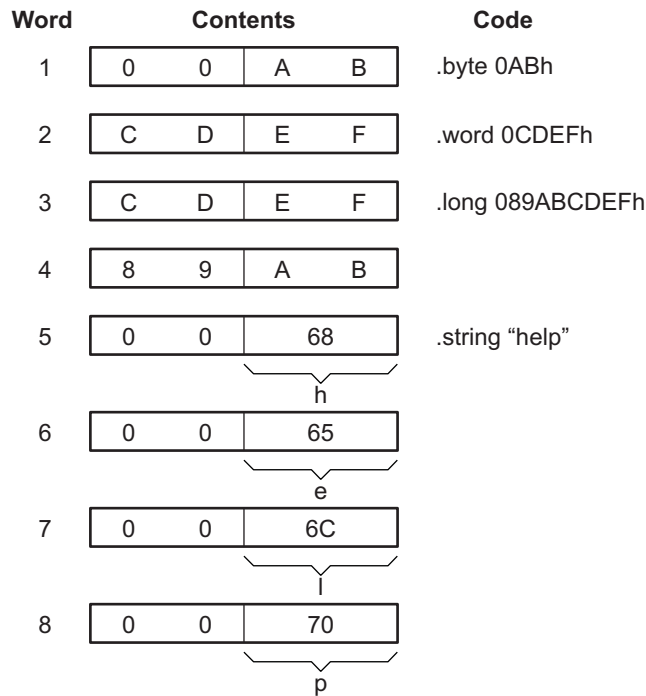 Word Contents Code
1 0 0 A B .byte 0ABh
2 C D E F .word 0CDEFh
3 C D E F .long 089ABCDEFh
4 8 9 A B
5 0 0 68 .string “help”
h
6 0 0 65
e
7 0 0 6C
l
8 0 0 70
p